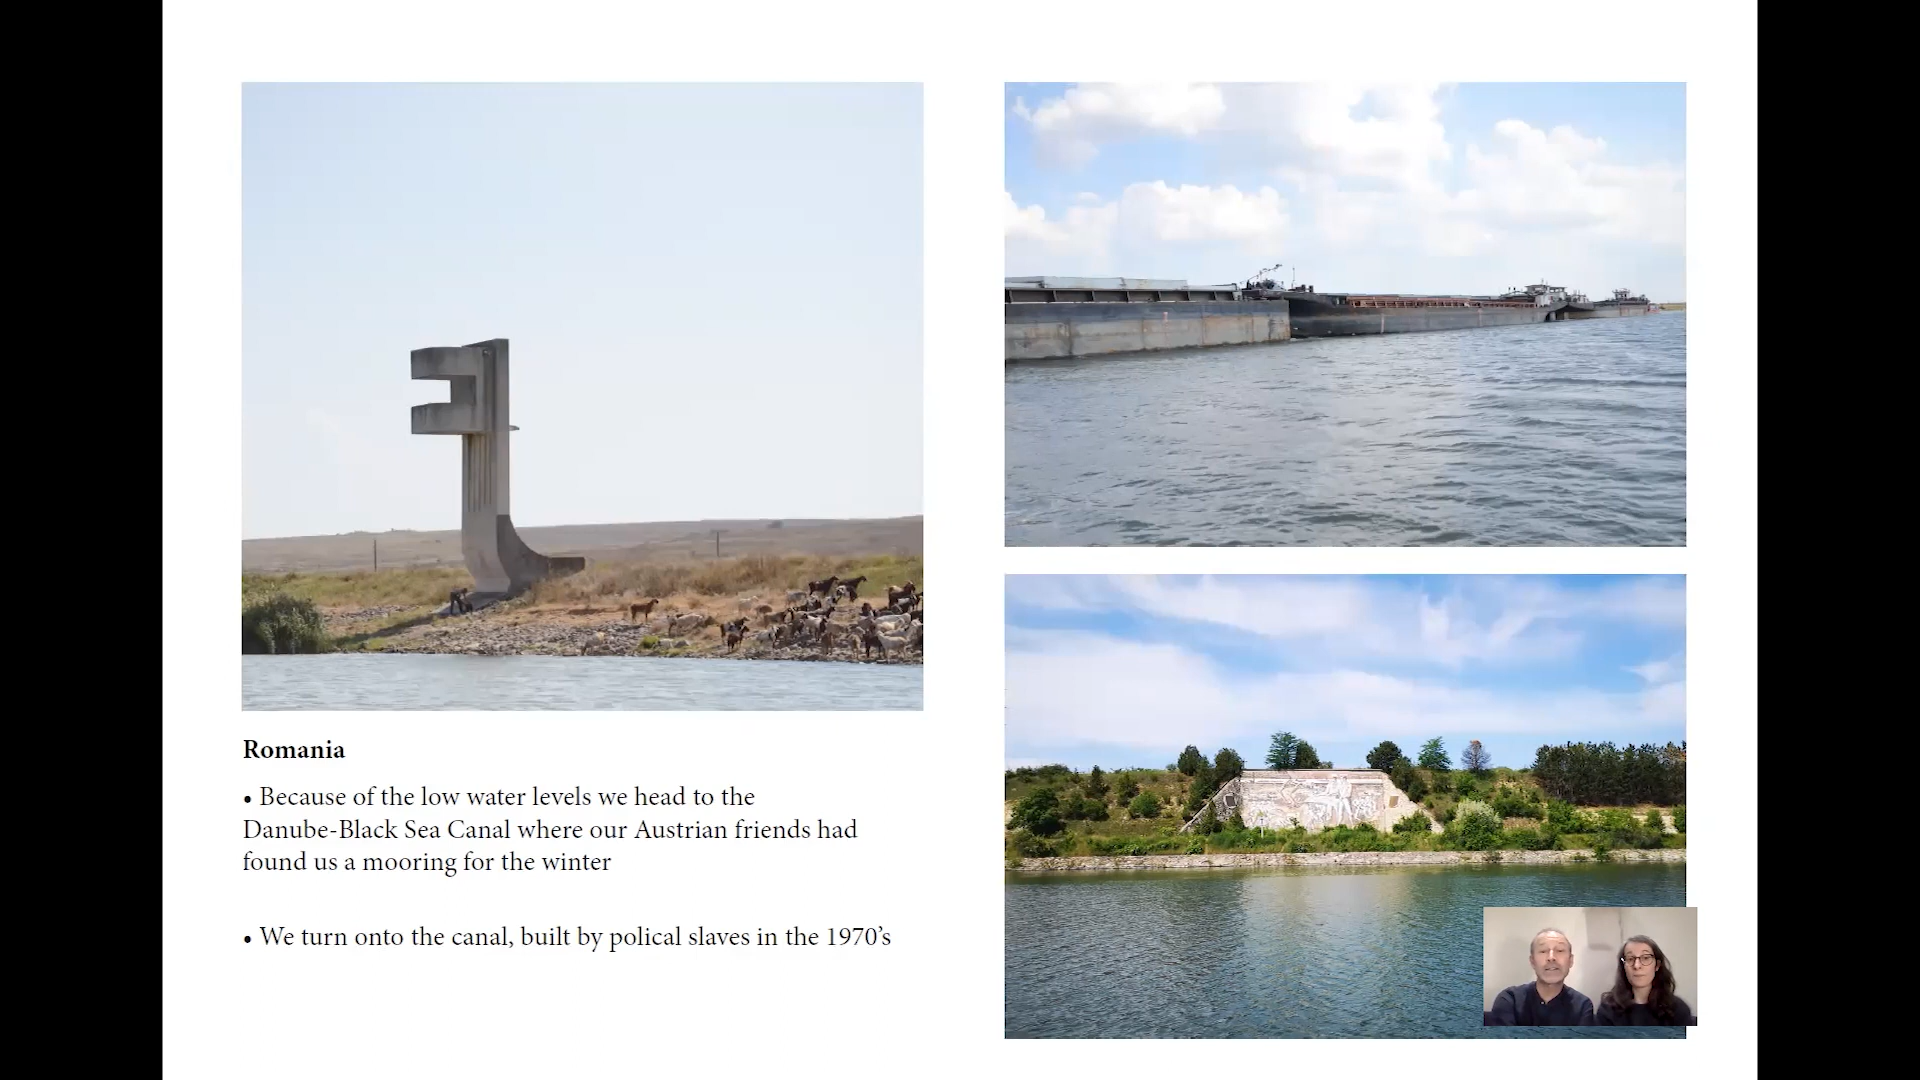 Romania
• Because of the low water levels we head to the
Danube-Black Sea Canal where our Austrian friends had
found us a mooring for the winter
• We turn onto the canal, built by polical slaves in the 1970’s